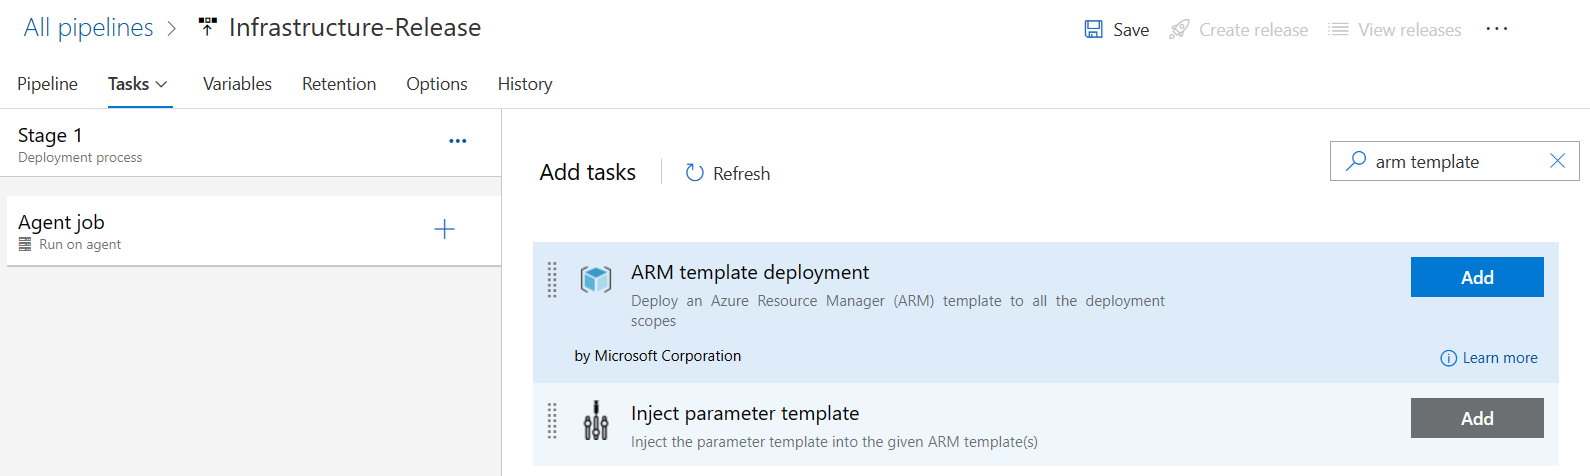 All pipelines > Infrastructure-Release
Save Create release View releases ...
Pipeline Tasks Variables Retention Options History
Stage 1
Deployment process
Agent job
Run on agent
Add tasks Refresh
arm template
ARM template deployment
Deploy an Azure Resource Manager (ARM) template to all the deployment
scopes
by Microsoft Corporation
Add
Learn more
Inject parameter template
Inject the parameter template into the given ARM template(s)
Add